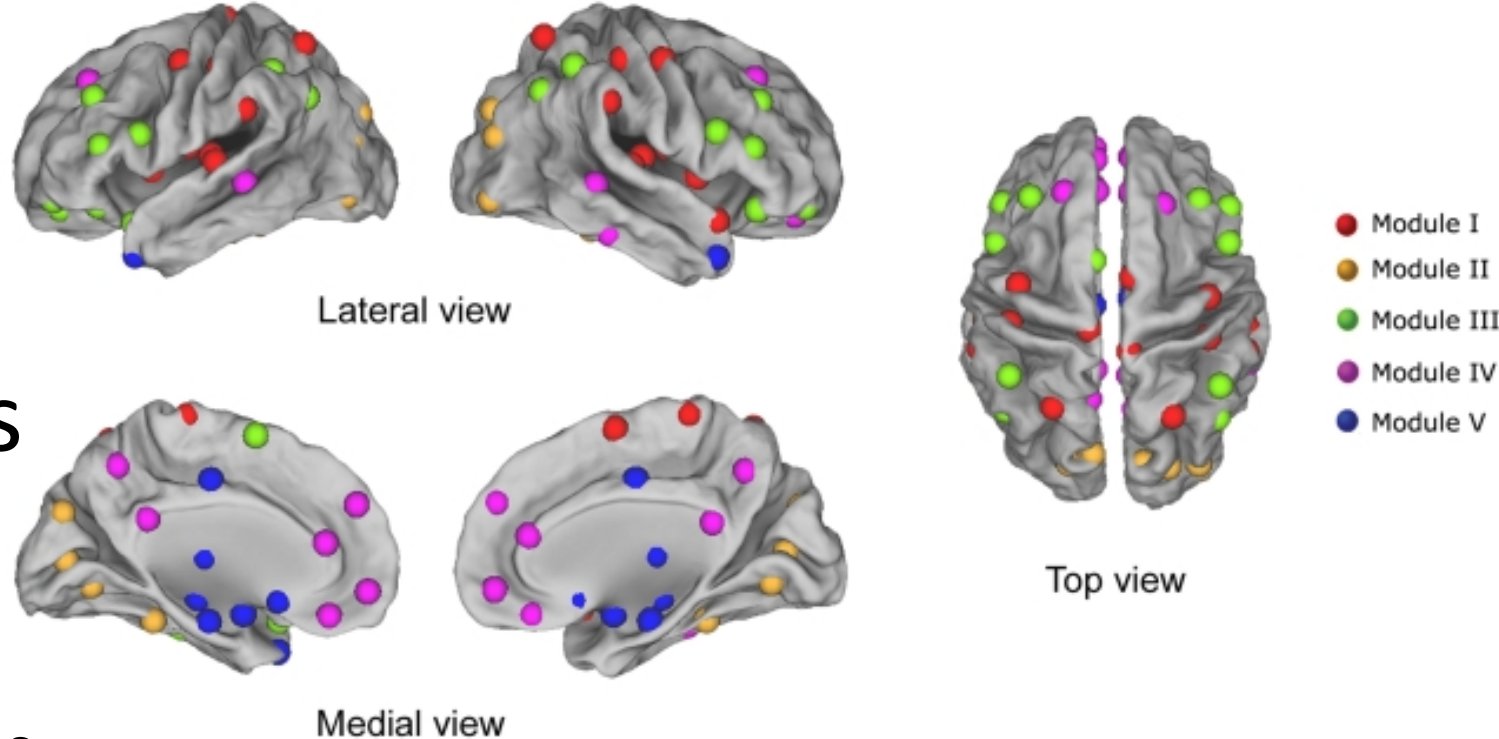 Lateral view
Module I
Module II
Module III
Module IV
Module V
s
Top view
Medial view